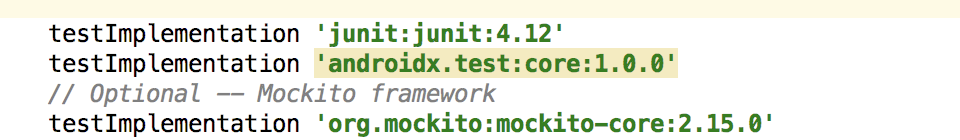 testImplementation 'junit:junit:4.12'
testImplementation 'androidx.test:core:1.0.0'
// Optional -- Mockito framework
testImplementation 'org.mockito:mockito-core:2.15.0'